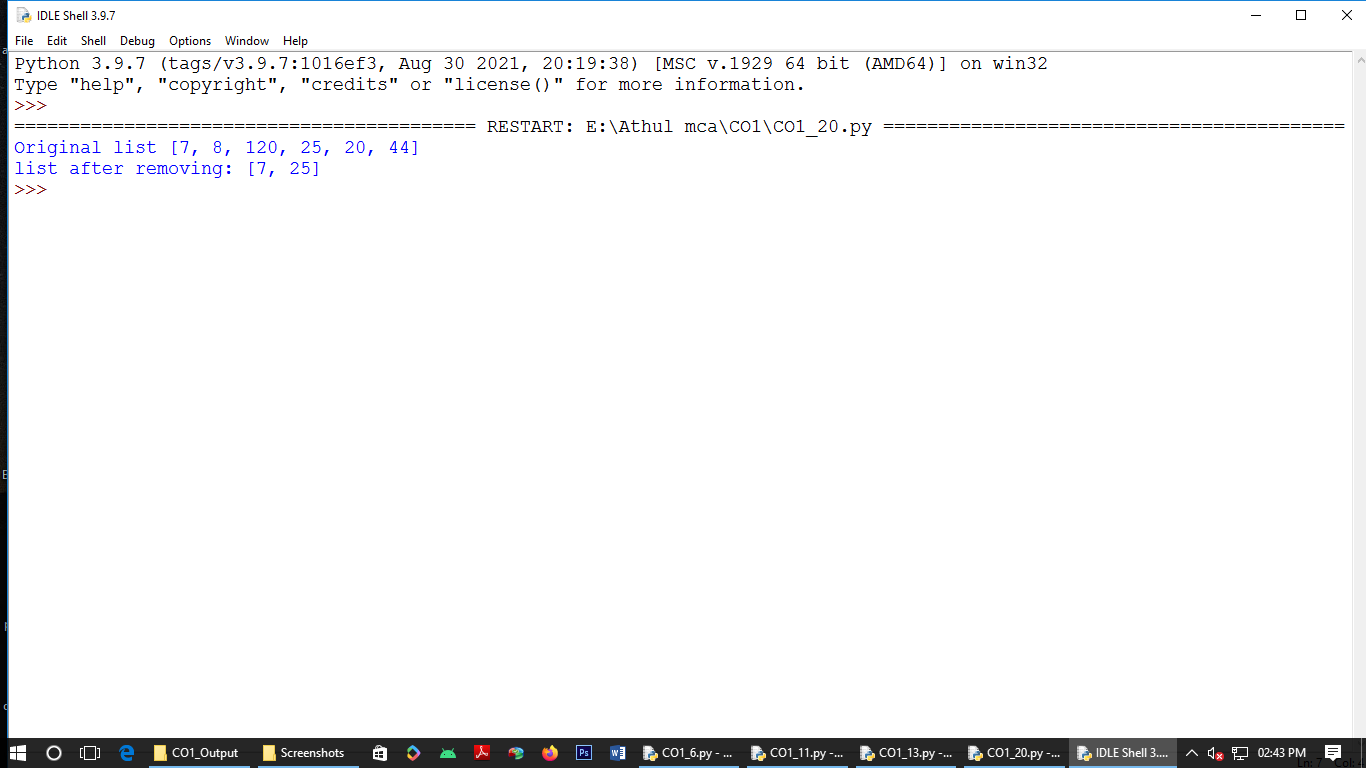 IDLE Shell 3.9.7
File Edit Shell Debug Options Window Help
Python 3.9.7 (tags/v3.9.7:1016ef3, Aug 30 2021, 20:19:38) [MSC v.1929 64 bit (AMD64)] on win32
Type "help", "copyright", "credits" or "license()" for more information.
>>>
========================================== RESTART: E:\Athul mca\CO1\CO1_20.py ==========================================
Original list [7, 8, 120, 25, 20, 44]
list after removing: [7, 25]
>>>
CO1_Output Screenshots Ps CO1_6.py - ... CO1_11.py -... CO1_13.py -... CO1_20.py -... IDLE Shell 3.... 02:43 PM
Ln: 7 Col: